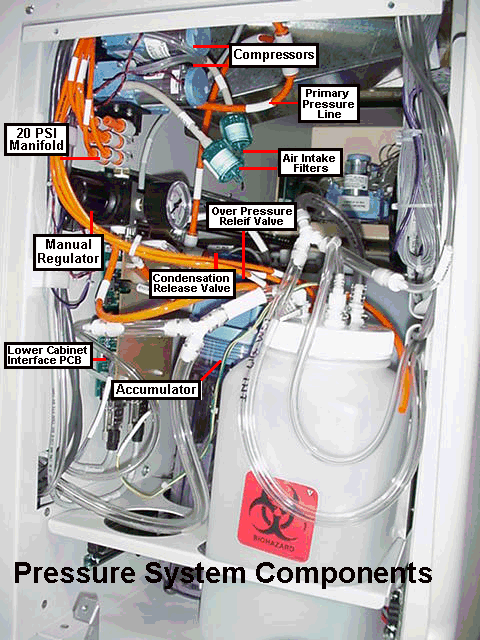 Compressors
Primary
Pressure
Line
20 PSI
Manifold
Air Intake
Filters
Over Pressure
Releif Valve
Manual
Regulator
Condensation
Release Valve
Lower Cabinet
Interface PCB
Accumulator
BIOHAZARD
Pressure System Components